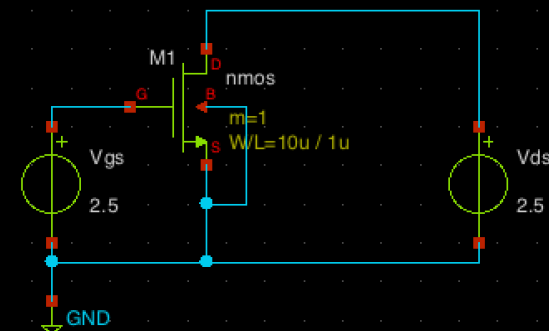 M1
D
nmos
G
B
m=1
W/L=10u / 1u
S
+
Vgs
2.5
+
Vds
2.5
GND